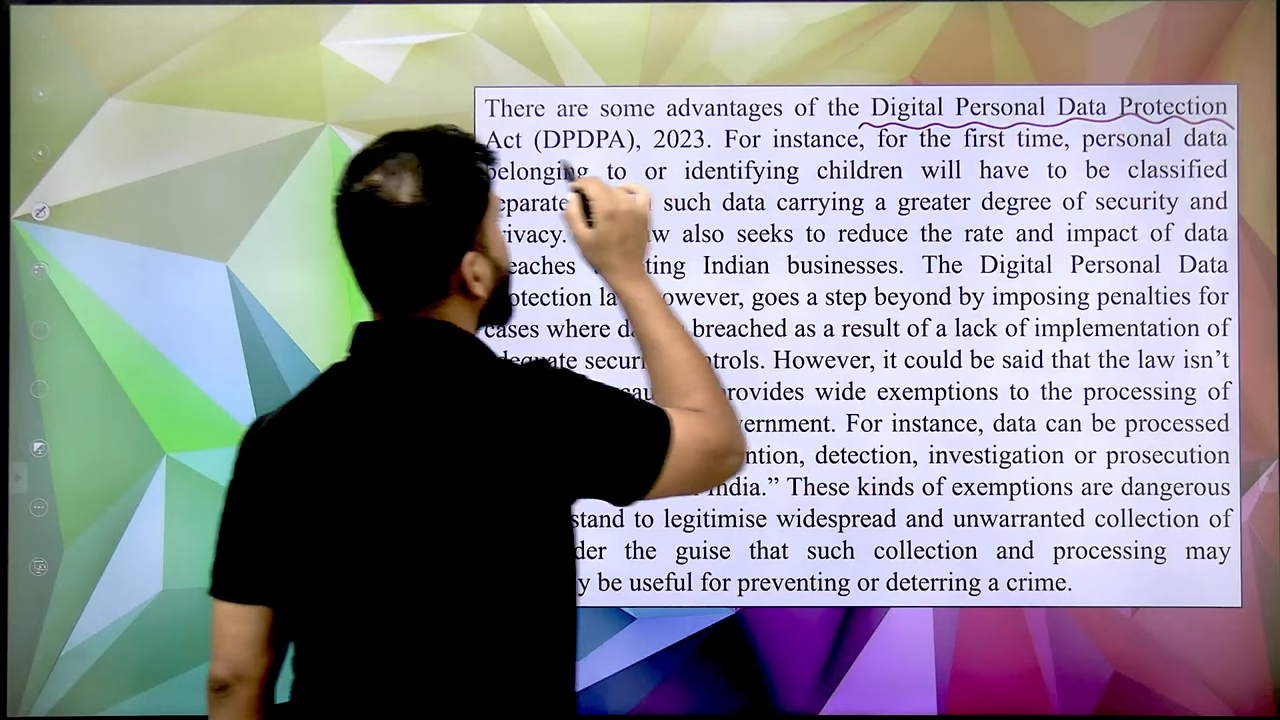 There are some advantages of the Digital Personal Data Protection
Act (DPDPA), 2023. For instance, for the first time, personal data
belonging to or identifying children will have to be classified
such data carrying a greater degree of security and
also seeks to reduce the rate and impact of data
Indian businesses. The Digital Personal Data
goes a step beyond by imposing penalties for
cases where breached as a result of a lack of implementation of
However, it could be said that the law isn’t
provides wide exemptions to the processing of
For instance, data can be processed
detection, investigation or prosecution
India.” These kinds of exemptions are dangerous
stand to legitimise widespread and unwarranted collection of
the guise that such collection and processing may
be useful for preventing or deterring a crime.